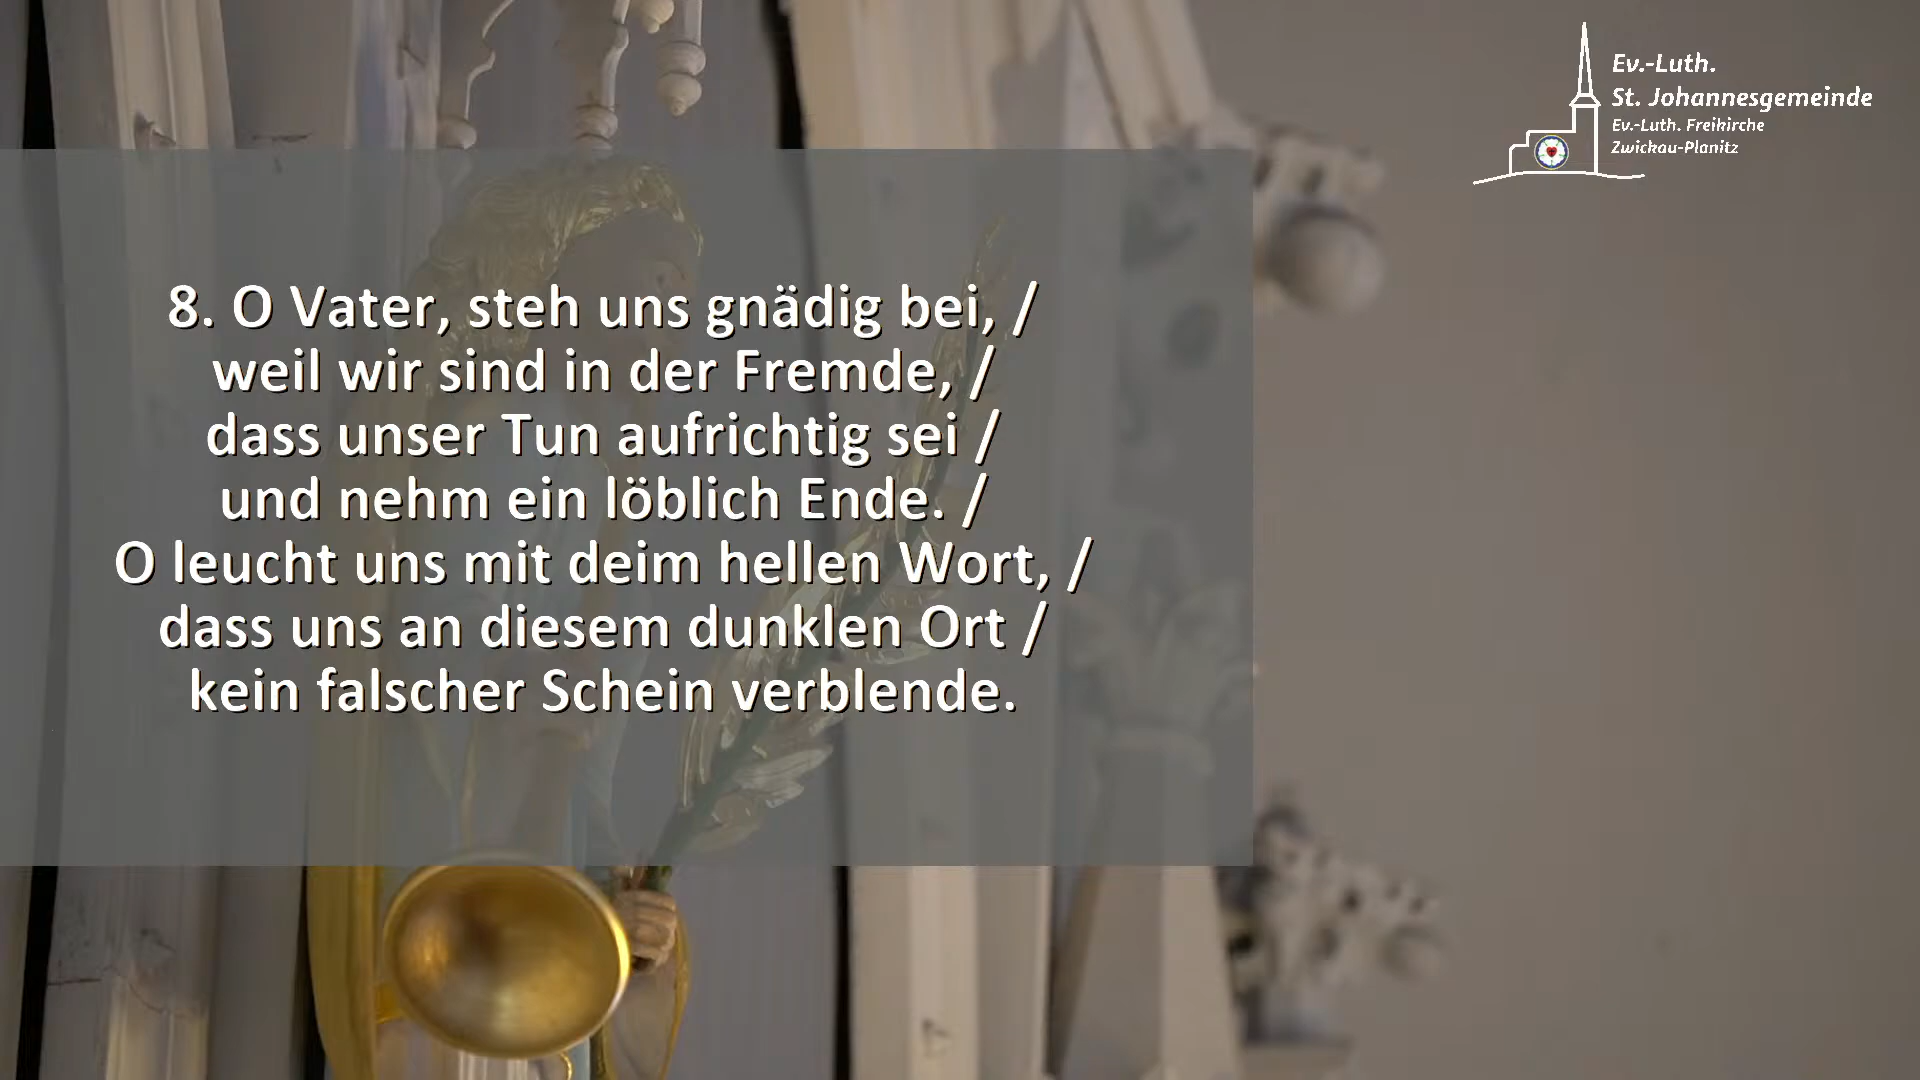 Ev.-Luth.
St. Johannesgemeinde
Ev.-Luth. Freikirche
Zwickau-Planitz
8. O Vater, steh uns gnädig bei, /
weil wir sind in der Fremde, /
dass unser Tun aufrichtig sei /
und nehm ein löblich Ende. /
O leucht uns mit deim hellen Wort, /
dass uns an diesem dunklen Ort /
kein falscher Schein verblende.